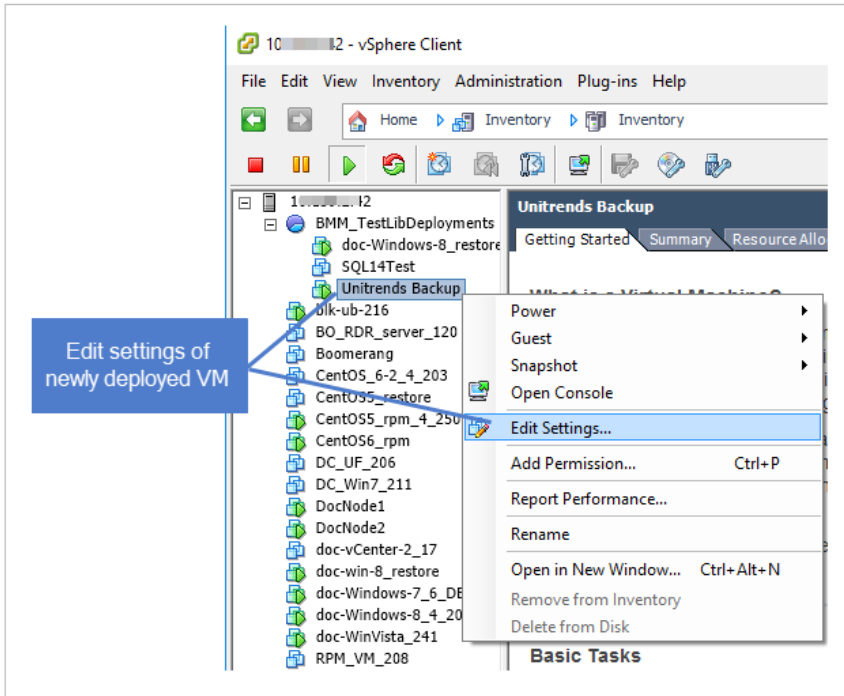 - vSphere Client
File Edit View Inventory Administration Plug-ins Help
Home Inventory Inventory
BMM_TestLibDeployments
doc-Windows-8_restore
SQL14Test
Unitrends Backup
blk-ub-216
BO_RDR_server_120
Boomerang
CentOS_6-2_4_203
CentOS5_restore
CentOS5_rpm_4_250
CentOS6_rpm
DC_UF_206
DC_Win7_211
DocNode1
DocNode2
doc-vCenter-2_17
doc-win-8_restore
doc-Windows-7_6_DE
doc-Windows-8_4_20
doc-WinVista_241
RPM_VM_208
Edit settings of
newly deployed VM
Unitrends Backup
Getting Started Summary Resource Allo
Power
Guest
Snapshot
Open Console
Edit Settings...
Add Permission... Ctrl+P
Report Performance...
Rename
Open in New Window... Ctrl+Alt+N
Remove from Inventory
Delete from Disk
Basic Tasks